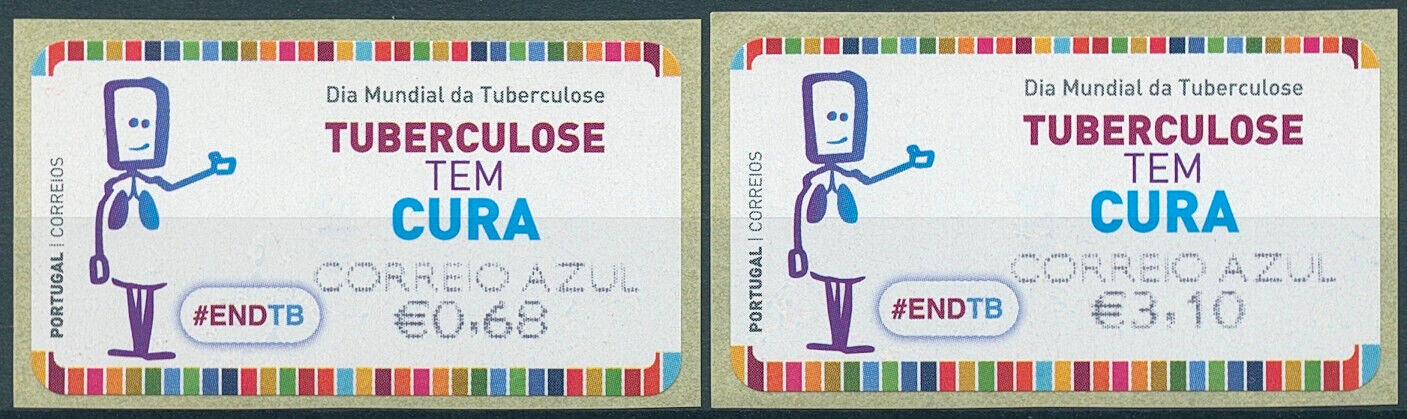 Dia Mundial da Tuberculose
TUBERCULOSE
TEM
CURA
CORREIO AZUL
€0,68
#ENDTB
PORTUGAL | CORREIOS
Dia Mundial da Tuberculose
TUBERCULOSE
TEM
CURA
CORREIO AZUL
€3,10
#ENDTB
PORTUGAL | CORREIOS